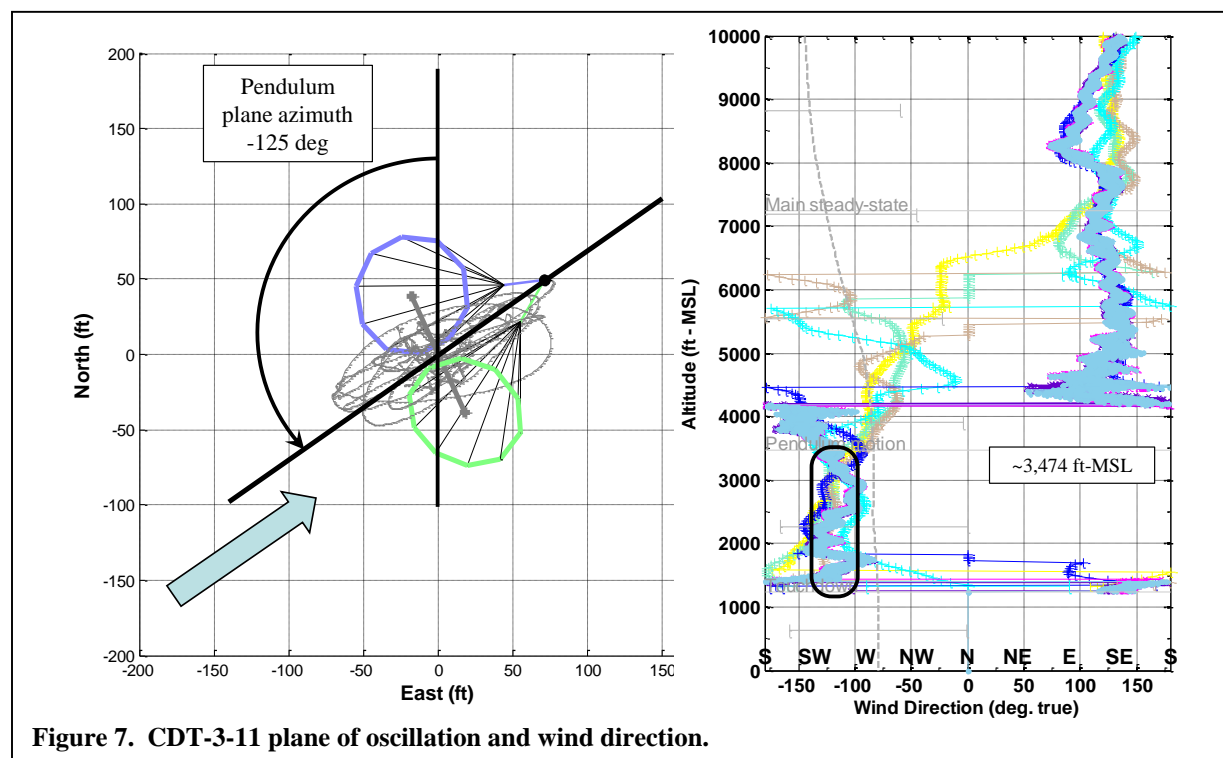 200
150
100
50
0
-50
-100
-150
-200
North (ft)
-200
-150
-100
-50
0
50
100
150
East (ft)
Pendulum
plane azimuth
-125 deg
10000
9000
8000
7000
6000
5000
4000
3000
2000
1000
0
Altitude (ft - MSL)
Main steady-state
Pendulum motion
~3,474 ft-MSL
S SW W NW N NE E SE S
-150 -100 -50 0 50 100 150
Wind Direction (deg. true)
Figure 7. CDT-3-11 plane of oscillation and wind direction.